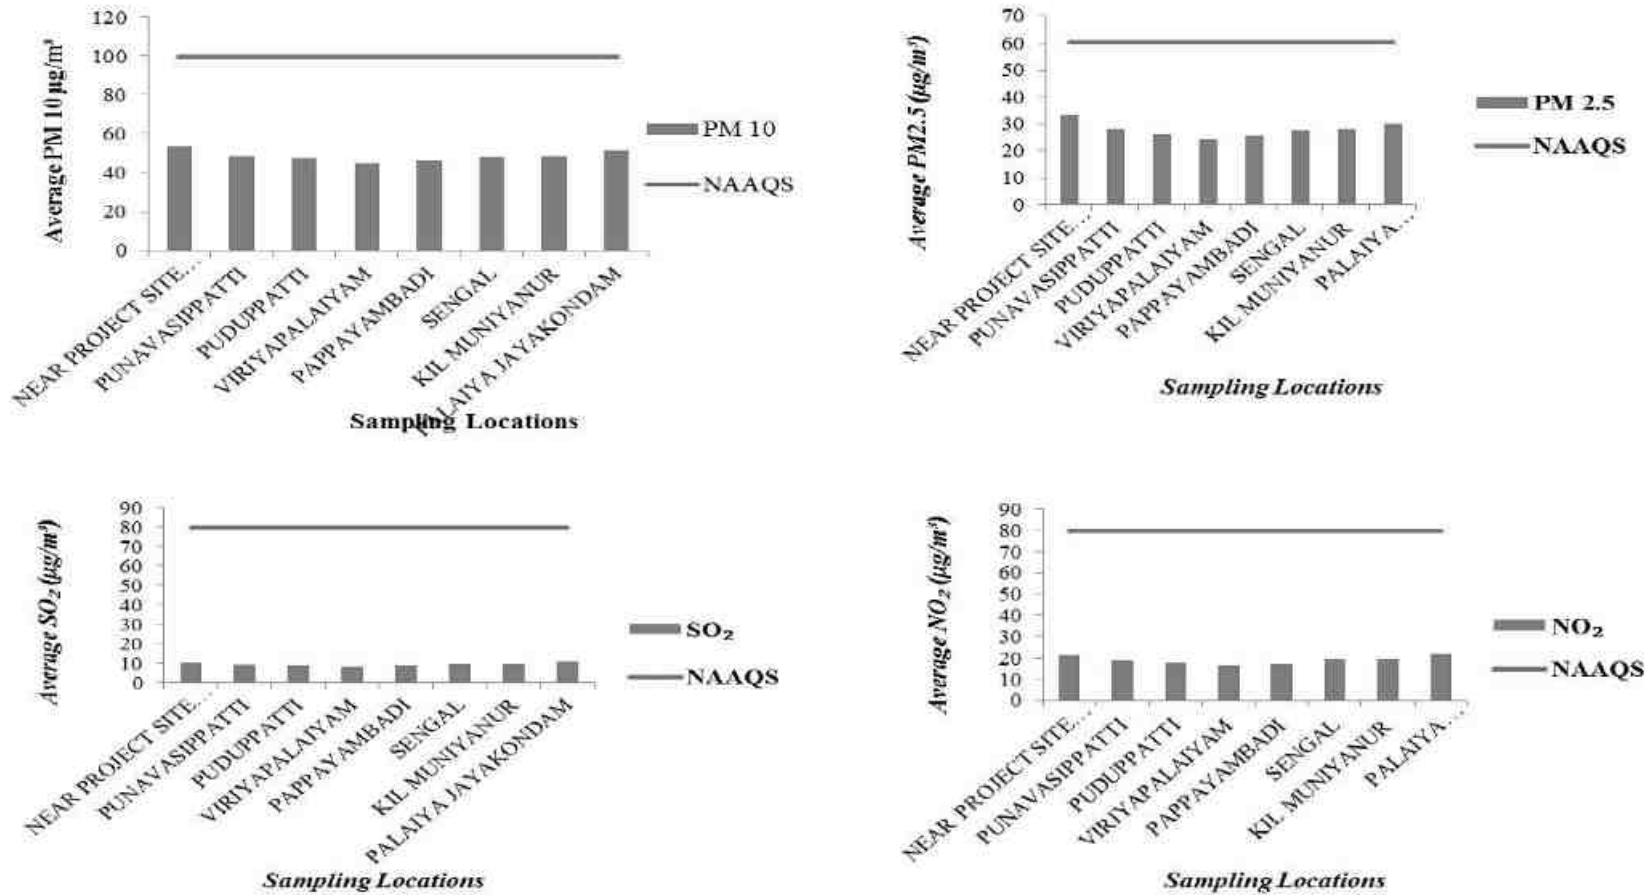 Average PM 10 µg/m³
120
100
80
60
40
20
0
PM 10
NAAQS
NEAR PROJECT SITE...
PUNAVASIPPATTI
PUDUPPATTI
VIRIYAPALAIYAM
PAPPAYAMBADI
SENGAL
KIL MUNIYANUR
PALAIYA JAYAKONDAM
Sampling Locations
Average PM2.5 (µg/m³)
70
60
50
40
30
20
10
0
PM 2.5
NAAQS
NEAR PROJECT SITE...
PUNAVASIPPATTI
PUDUPPATTI
VIRIYAPALAIYAM
PAPPAYAMBADI
SENGAL
KIL MUNIYANUR
PALAIYA...
Sampling Locations
Average SO₂ (µg/m³)
90
80
70
60
50
40
30
20
10
0
SO₂
NAAQS
NEAR PROJECT SITE...
PUNAVASIPPATTI
PUDUPPATTI
VIRIYAPALAIYAM
PAPPAYAMBADI
SENGAL
KIL MUNIYANUR
PALAIYA JAYAKONDAM
Sampling Locations
Average NO₂ (µg/m³)
90
80
70
60
50
40
30
20
10
0
NO₂
NAAQS
NEAR PROJECT SITE...
PUNAVASIPPATTI
PUDUPPATTI
VIRIYAPALAIYAM
PAPPAYAMBADI
SENGAL
KIL MUNIYANUR
PALAIYA...
Sampling Locations